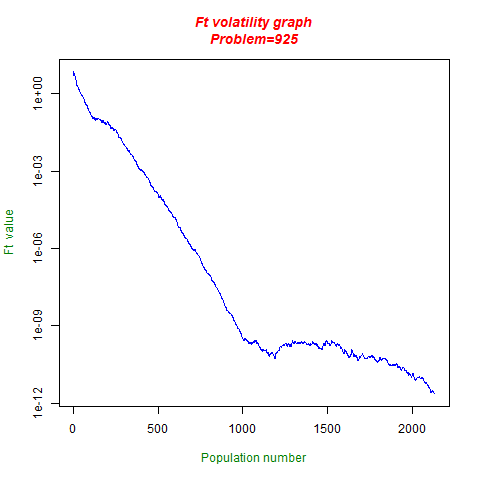 Ft volatility graph
Problem=925
1e+00
1e-03
1e-06
1e-09
1e-12
Ft value
0
500
1000
1500
2000
Population number